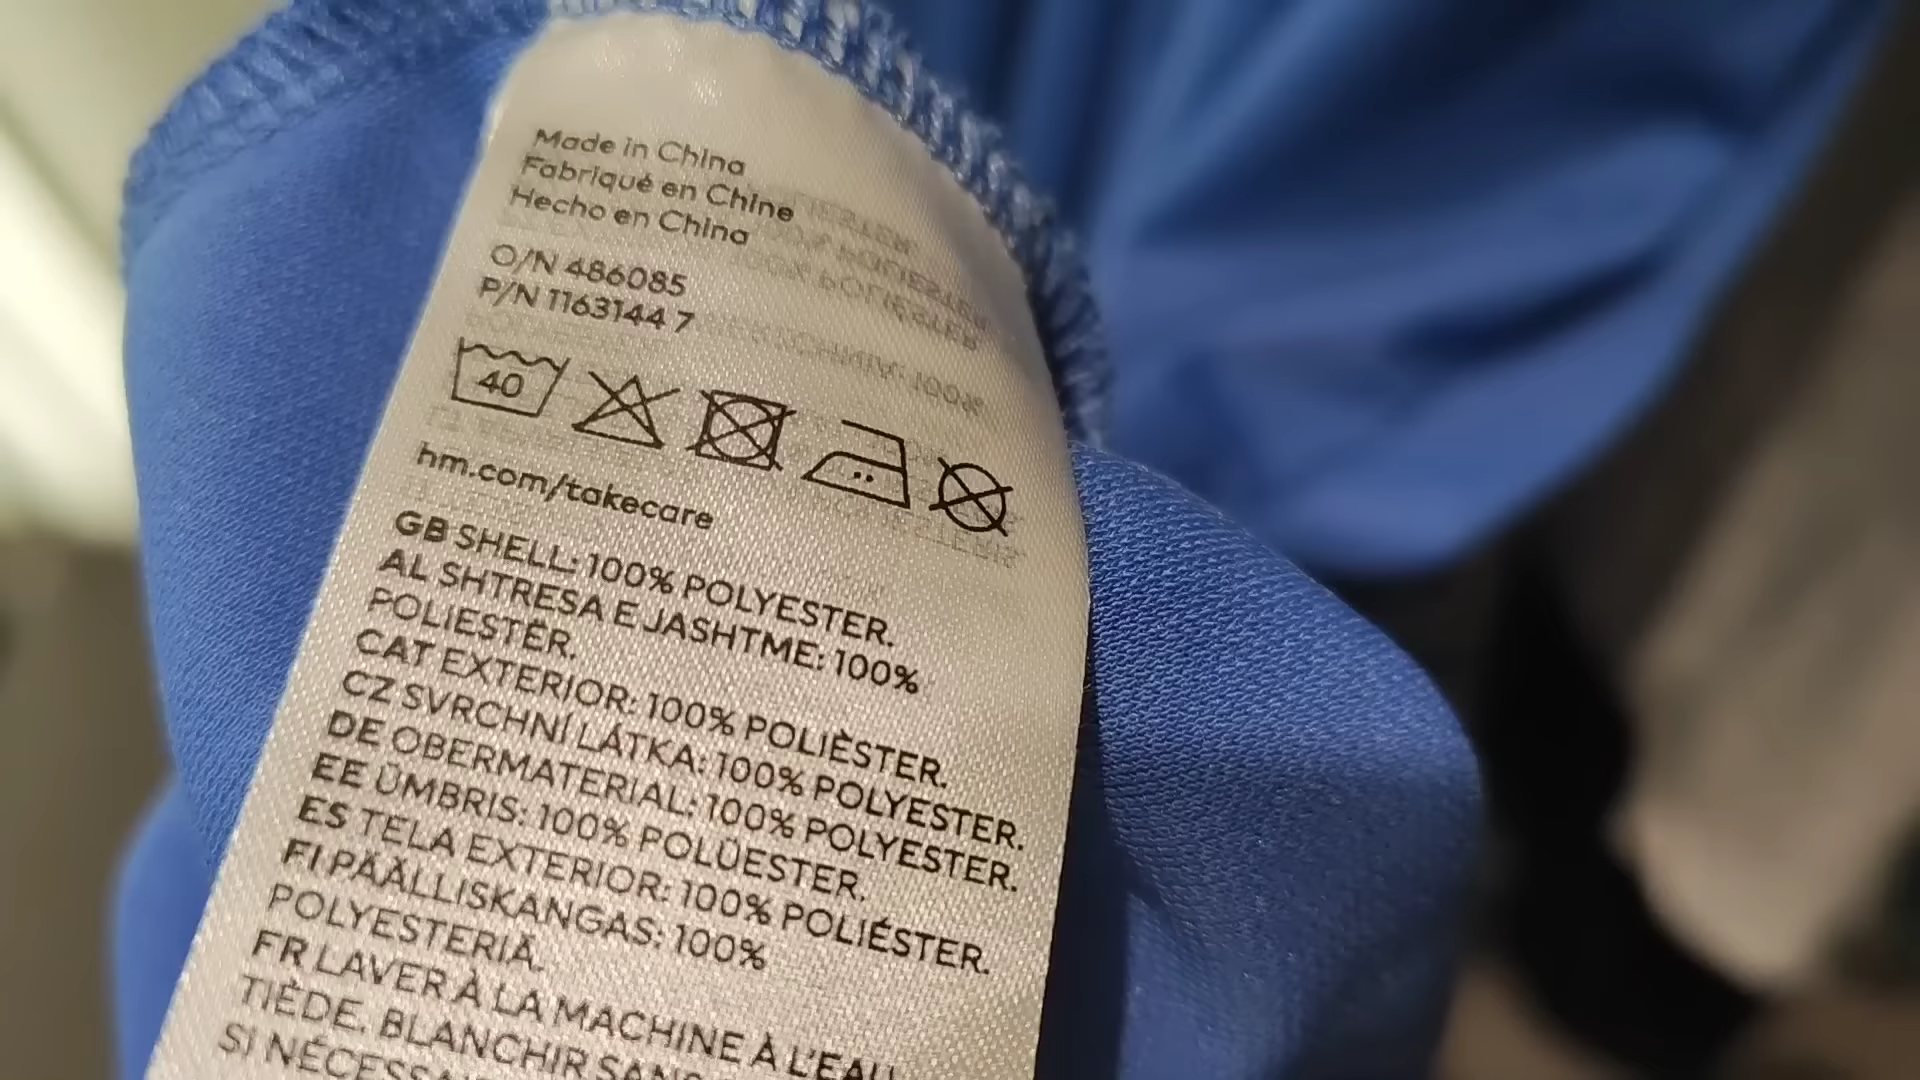 Made in China
Fabriqué en Chine
Hecho en China
O/N 486085
P/N 1163144 7
40
hm.com/takecare
GB SHELL: 100% POLYESTER.
AL SHTRESA E JASHTME: 100%
POLIESTËR.
CAT EXTERIOR: 100% POLIÈSTER.
CZ SVRCHNÍ LÁTKA: 100% POLYESTER.
DE OBERMATERIAL: 100% POLYESTER.
EE ÜMBRIS: 100% POLÜESTER.
ES TELA EXTERIOR: 100% POLIÉSTER.
FI PÄÄLLISKANGAS: 100%
POLYESTERIÄ.
FR LAVER À LA MACHINE À L'EAU
TIÈDE. BLANCHIR
SI